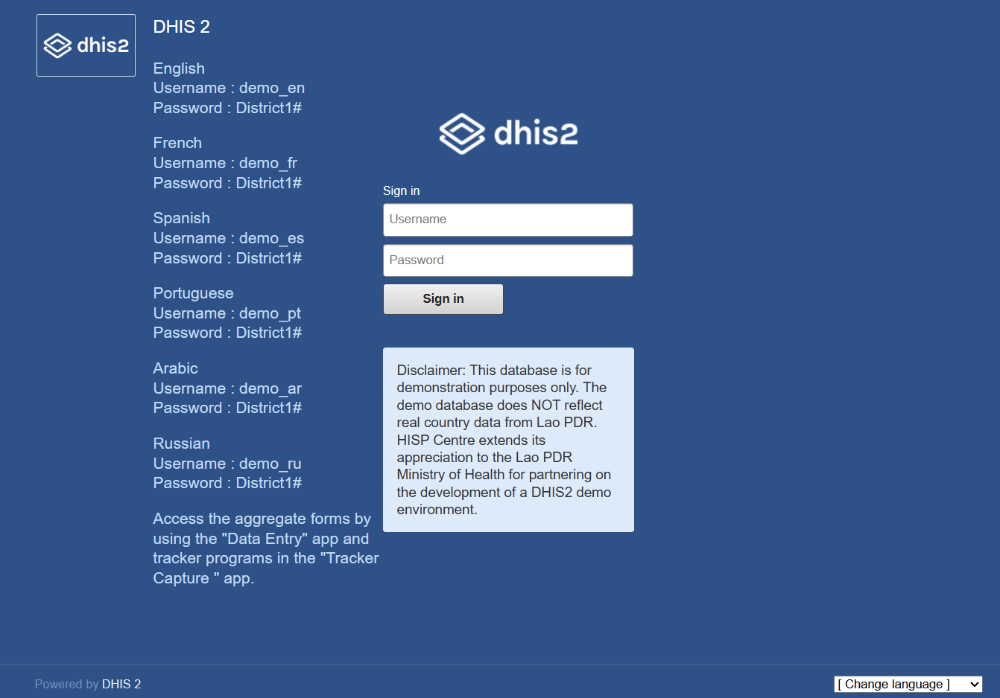 dhis2
DHIS 2
English
Username : demo_en
Password : District1#
French
Username : demo_fr
Password : District1#
Spanish
Username : demo_es
Password : District1#
Portuguese
Username : demo_pt
Password : District1#
Arabic
Username : demo_ar
Password : District1#
Russian
Username : demo_ru
Password : District1#
Access the aggregate forms by
using the "Data Entry" app and
tracker programs in the "Tracker
Capture " app.
dhis2
Sign in
Username
Password
Sign in
Disclaimer: This database is for
demonstration purposes only. The
demo database does NOT reflect
real country data from Lao PDR.
HISP Centre extends its
appreciation to the Lao PDR
Ministry of Health for partnering on
the development of a DHIS2 demo
environment.
Powered by DHIS 2
[ Change language ]